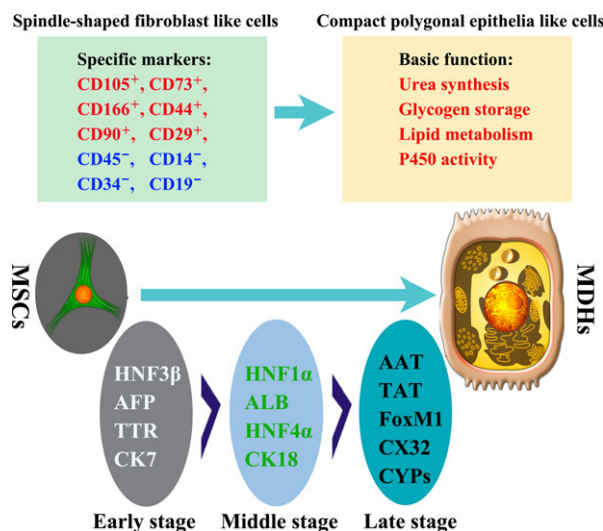 Spindle-shaped fibroblast like cells
Compact polygonal epithelia like cells
Specific markers:
CD105⁺, CD73⁺,
CD166⁺, CD44⁺,
CD90⁺, CD29⁺,
CD45⁻, CD14⁻,
CD34⁻, CD19⁻
Basic function:
Urea synthesis
Glycogen storage
Lipid metabolism
P450 activity
MSCs
MDHs
HNF3β
AFP
TTR
CK7
HNF1α
ALB
HNF4α
CK18
AAT
TAT
FoxM1
CX32
CYPs
Early stage
Middle stage
Late stage